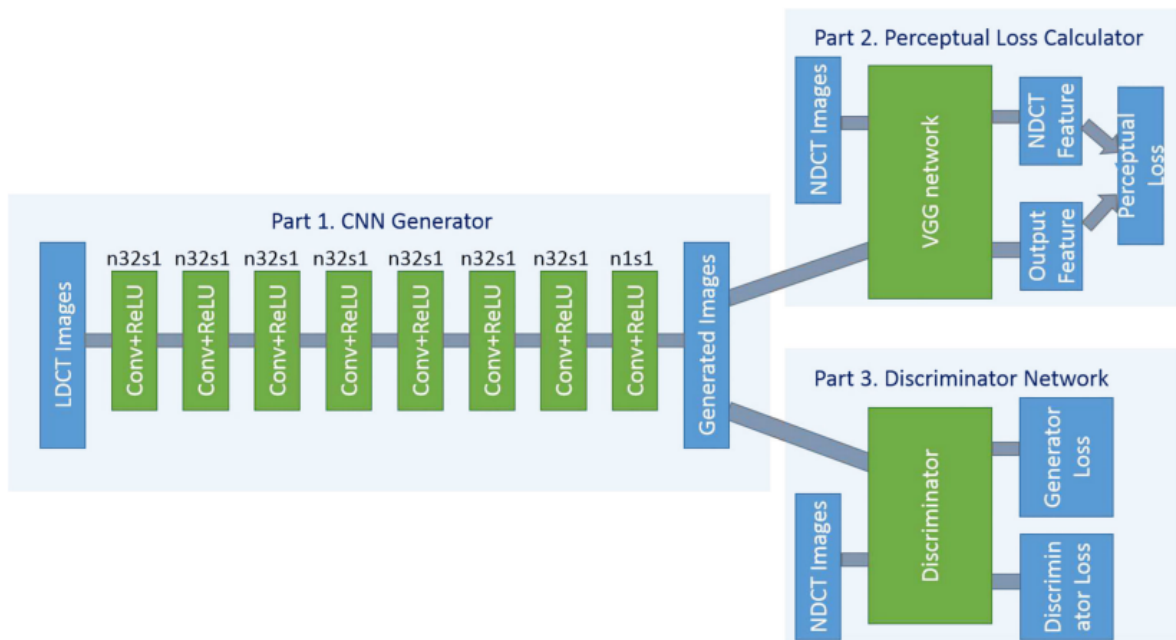 Part 1. CNN Generator
LDCT Images
n32s1 n32s1 n32s1 n32s1 n32s1 n32s1 n32s1 n1s1
Conv+ReLU
Conv+ReLU
Conv+ReLU
Conv+ReLU
Conv+ReLU
Conv+ReLU
Conv+ReLU
Conv+ReLU
Generated Images
Part 2. Perceptual Loss Calculator
NDCT Images
VGG network
NDCT
Feature
Output
Feature
Perceptual
Loss
Part 3. Discriminator Network
NDCT Images
Discriminator
Generator
Loss
Discrimin
ator Loss